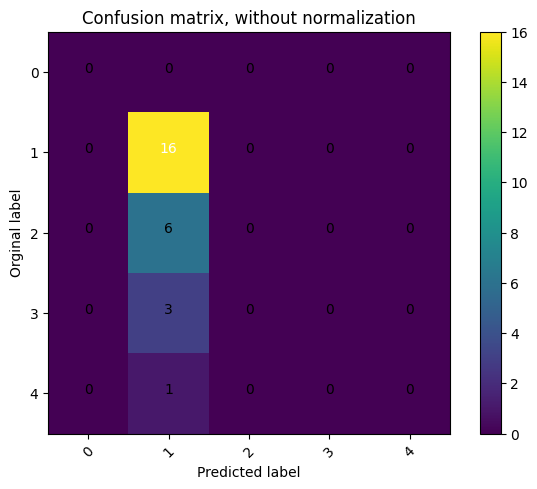 Confusion matrix, without normalization
Orginal label
0 0 0 0 0 0
1 0 16 0 0 0
2 0 6 0 0 0
3 0 3 0 0 0
4 0 1 0 0 0
0 1 2 3 4
Predicted label
16
14
12
10
8
6
4
2
0